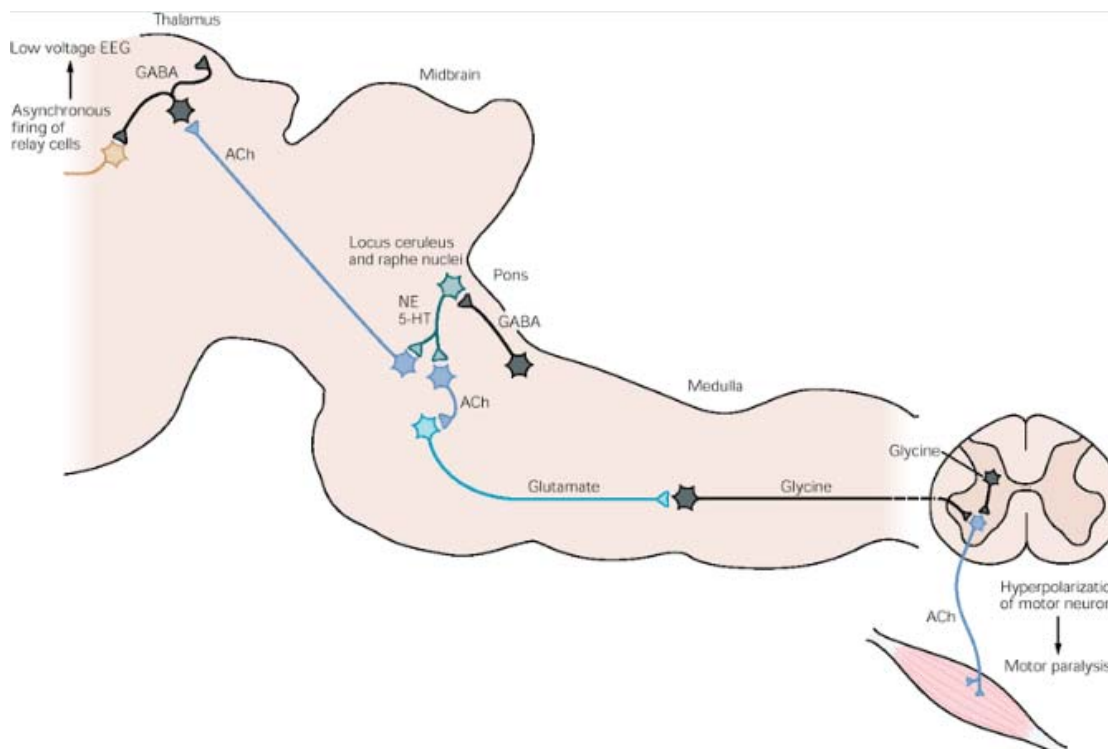 Thalamus
Low voltage EEG
GABA
Midbrain
Asynchronous
firing of
relay cells
ACh
Locus ceruleus
and raphe nuclei
Pons
NE
5-HT
GABA
Medulla
ACh
Glycine
Glutamate
Glycine
Hyperpolarizatio
of motor neuron
ACh
Motor paralysis